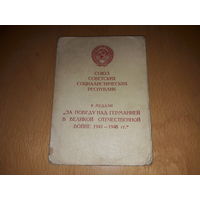 СОЮЗ
СОВЕТСКИХ
СОЦИАЛИСТИЧЕСКИХ
РЕСПУБЛИК
К МЕДАЛИ
„ЗА ПОБЕДУ НАД ГЕРМАНИЕЙ
В ВЕЛИКОЙ ОТЕЧЕСТВЕННОЙ
ВОЙНЕ 1941—1945 гг."